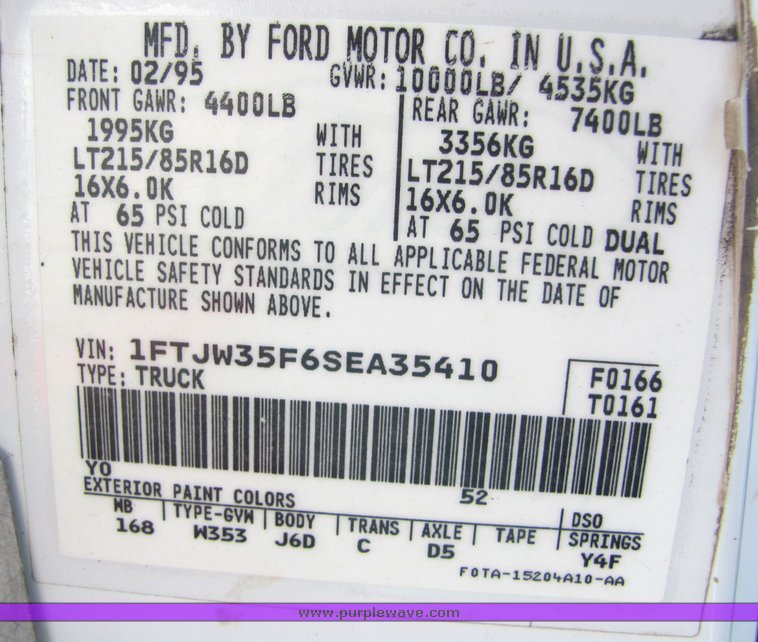 MFD. BY FORD MOTOR CO. IN U.S.A.
DATE: 02/95 GVWR: 10000LB/ 4535KG
FRONT GAWR: 4400LB REAR GAWR: 7400LB
1995KG WITH 3356KG WITH
LT215/85R16D TIRES LT215/85R16D TIRES
16X6.0K RIMS 16X6.0K RIMS
AT 65 PSI COLD AT 65 PSI COLD DUAL
THIS VEHICLE CONFORMS TO ALL APPLICABLE FEDERAL MOTOR
VEHICLE SAFETY STANDARDS IN EFFECT ON THE DATE OF
MANUFACTURE SHOWN ABOVE.
VIN: 1FTJW35F6SEA35410
TYPE: TRUCK
F0166
T0161
YO 52
EXTERIOR PAINT COLORS DSO
WB TYPE-GVW BODY TRANS AXLE TAPE SPRINGS
168 W353 J6D C D5 Y4F
F0TA-15204A10-AA
www.purplewave.com